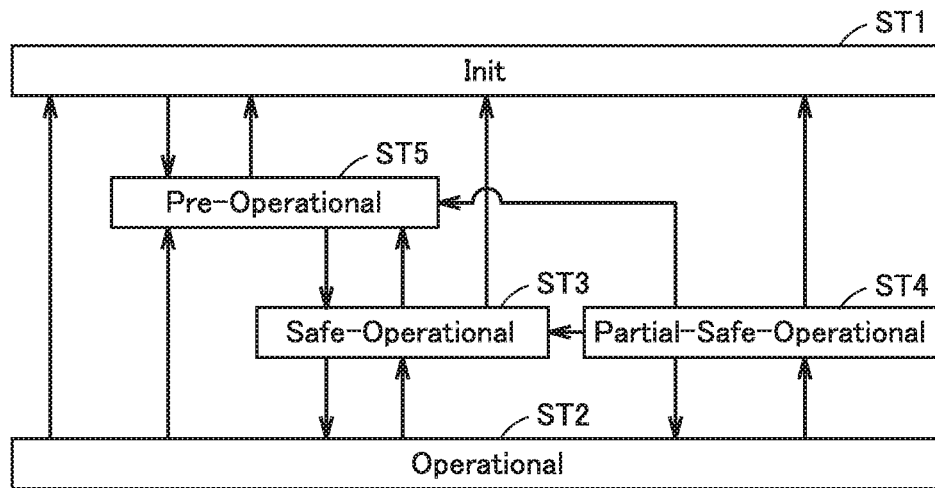 ST1
Init
ST5
Pre-Operational
ST3
ST4
Safe-Operational
Partial-Safe-Operational
ST2
Operational